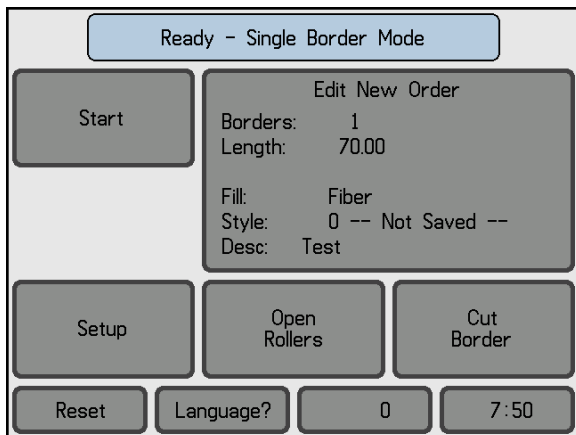 Ready - Single Border Mode
Start
Edit New Order
Borders: 1
Length: 70.00
Fill: Fiber
Style: 0 -- Not Saved --
Desc: Test
Setup
Open
Rollers
Cut
Border
Reset
Language?
0
7:50